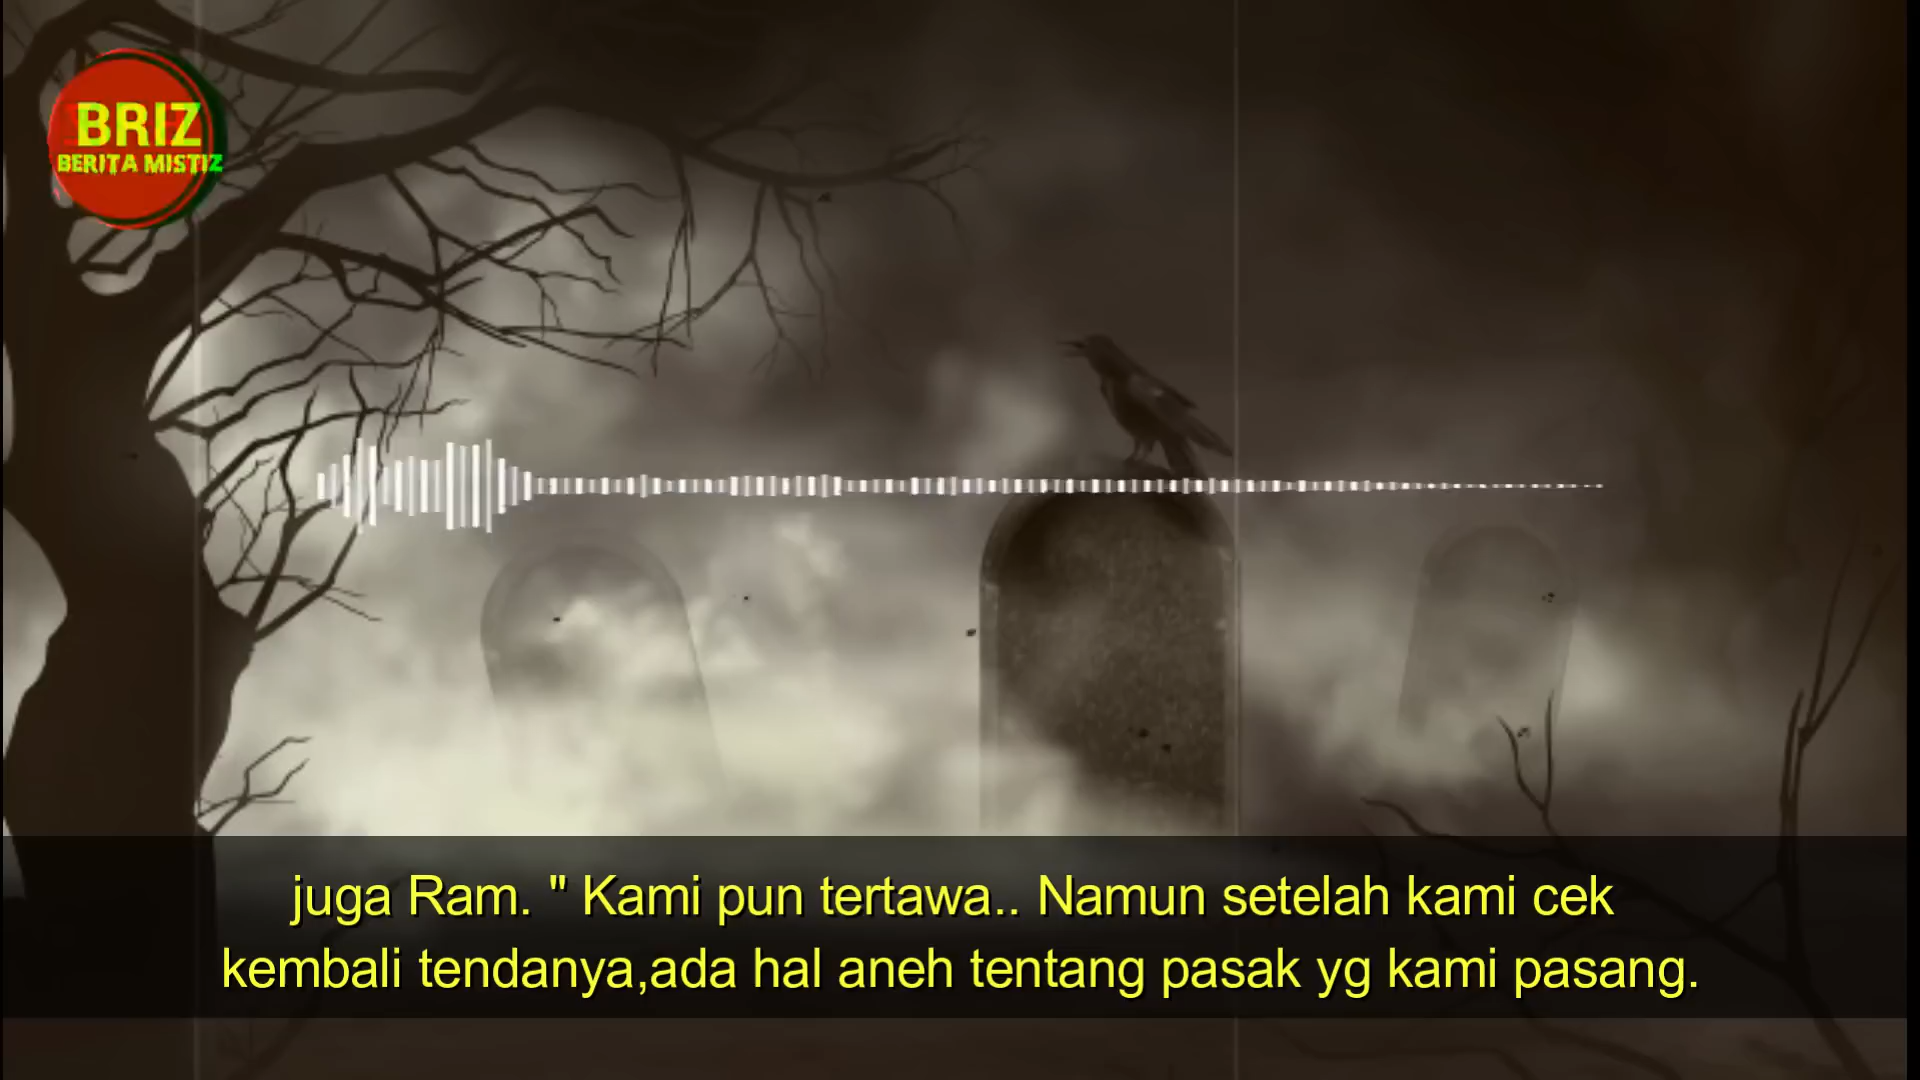 BRIZ
BERITA MISTIZ
juga Ram. " Kami pun tertawa.. Namun setelah kami cek
kembali tendanya,ada hal aneh tentang pasak yg kami pasang.